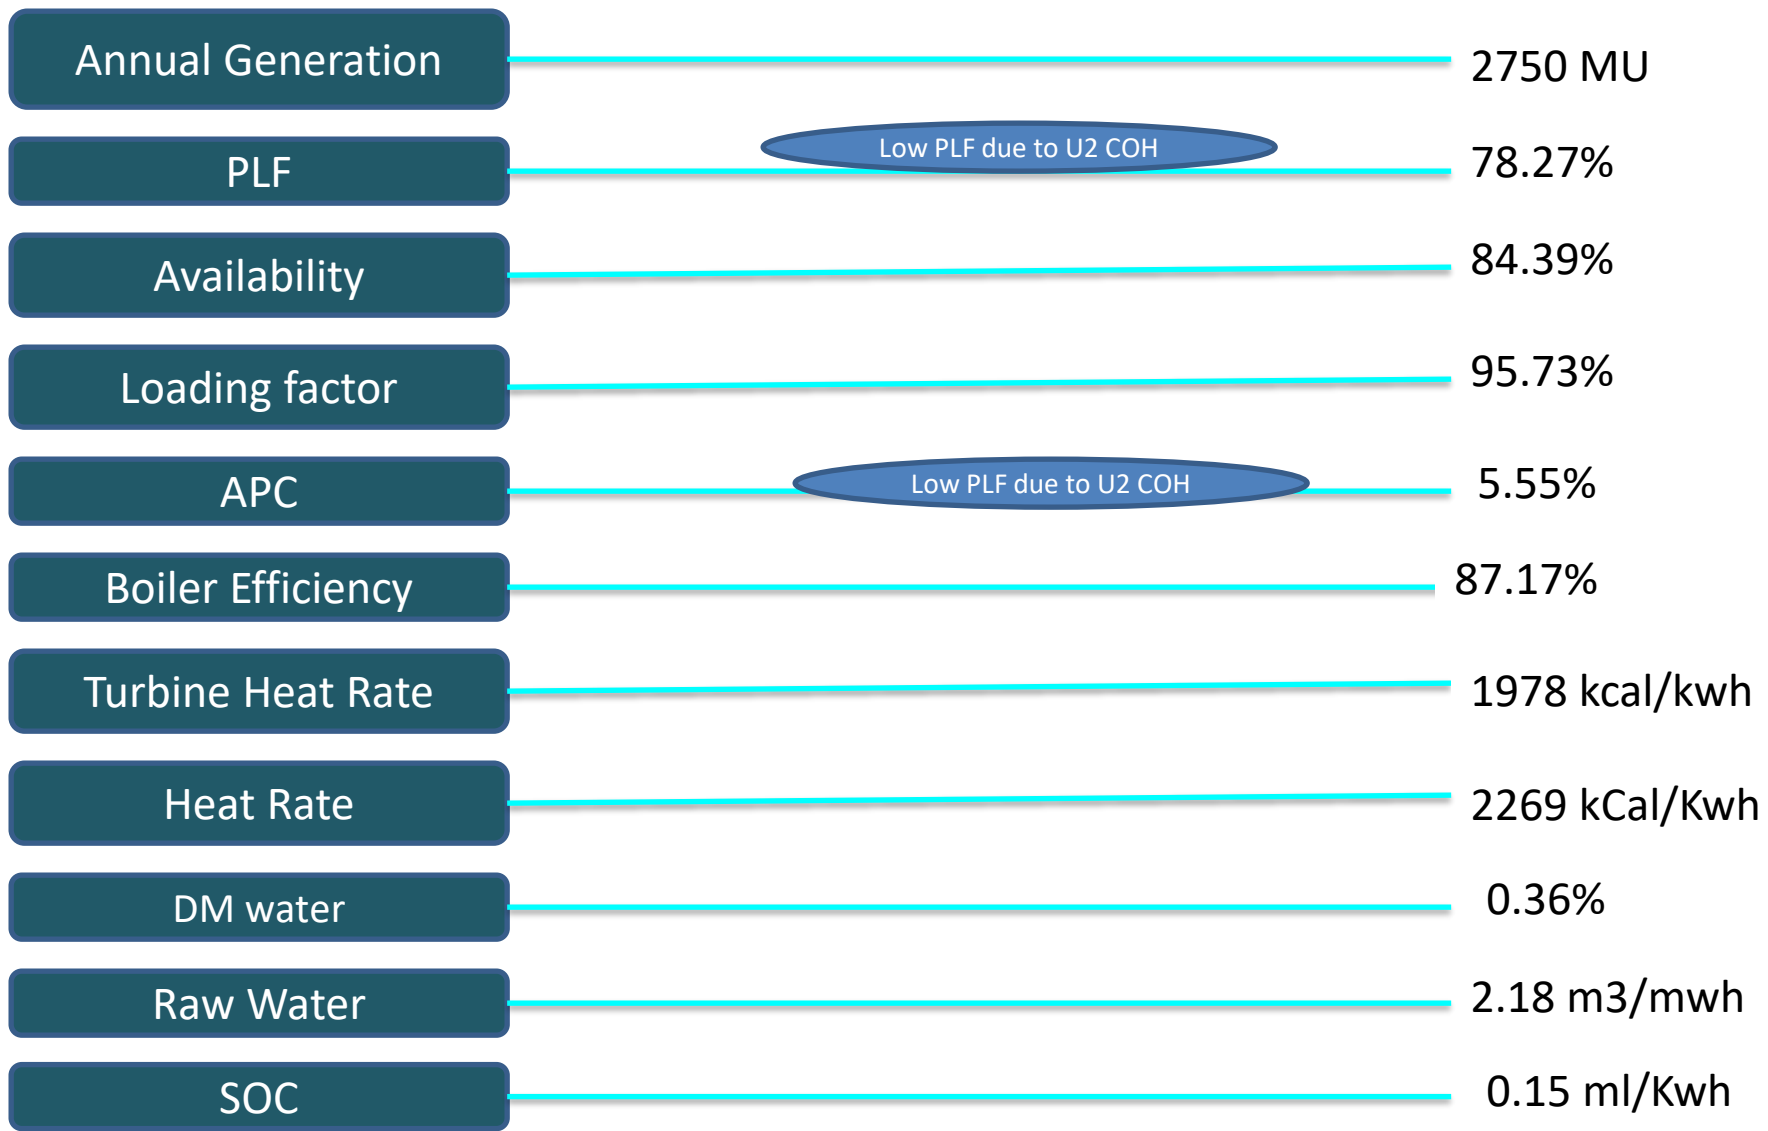 Annual Generation
2750 MU
PLF
Low PLF due to U2 COH
78.27%
Availability
84.39%
Loading factor
95.73%
APC
Low PLF due to U2 COH
5.55%
Boiler Efficiency
87.17%
Turbine Heat Rate
1978 kcal/kwh
Heat Rate
2269 kCal/Kwh
DM water
0.36%
Raw Water
2.18 m3/mwh
SOC
0.15 ml/Kwh